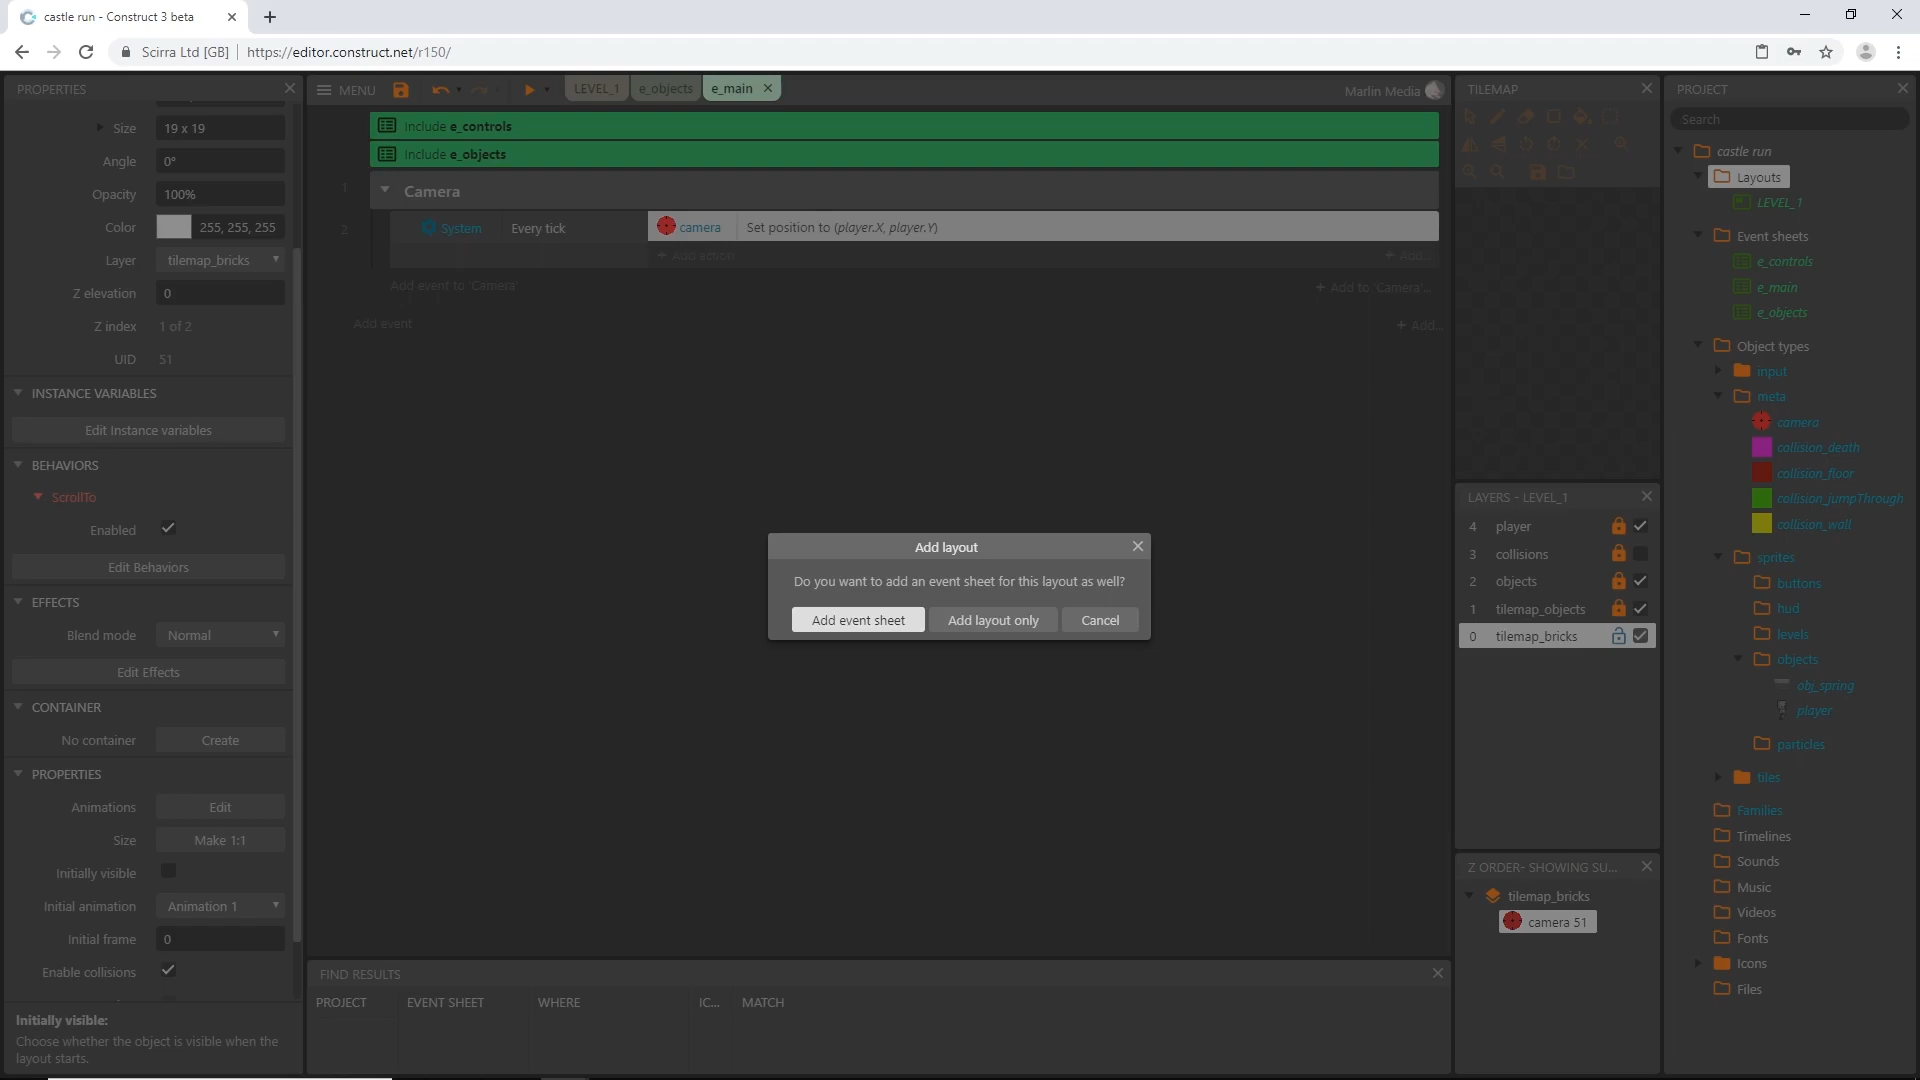 castle run - Construct 3 beta
Scirra Ltd [GB]
https://editor.construct.net/r150/
PROPERTIES
Size
19 x 19
Angle
0°
Opacity
100%
Color
255, 255, 255
Layer
tilemap_bricks
Z elevation
0
Z index
1 of 2
UID
51
INSTANCE VARIABLES
Edit Instance variables
BEHAVIORS
ScrollTo
Enabled
Edit Behaviors
EFFECTS
Blend mode
Normal
Edit Effects
CONTAINER
No container
Create
PROPERTIES
Animations
Edit
Size
Make 1:1
Initially visible
Initial animation
Animation 1
Initial frame
0
Enable collisions
Initially visible:
Choose whether the object is visible when the
layout starts.
MENU
LEVEL_1
e_objects
e_main
Marlin Media
Include e_controls
Include e_objects
1
Camera
2
System
Every tick
camera
Set position to (player.X, player.Y)
+ Add action
+ Add...
Add event to 'Camera'
+ Add to 'Camera'...
Add event
+ Add...
Add layout
Do you want to add an event sheet for this layout as well?
Add event sheet
Add layout only
Cancel
FIND RESULTS
PROJECT
EVENT SHEET
WHERE
IC...
MATCH
TILEMAP
LAYERS - LEVEL_1
4 player
3 collisions
2 objects
1 tilemap_objects
0 tilemap_bricks
Z ORDER- SHOWING SU...
tilemap_bricks
camera 51
PROJECT
Search
castle run
Layouts
LEVEL_1
Event sheets
e_controls
e_main
e_objects
Object types
input
meta
camera
collision_death
collision_floor
collision_jumpThrough
collision_wall
sprites
buttons
hud
levels
objects
obj_spring
player
particles
tiles
Families
Timelines
Sounds
Music
Videos
Fonts
Icons
Files